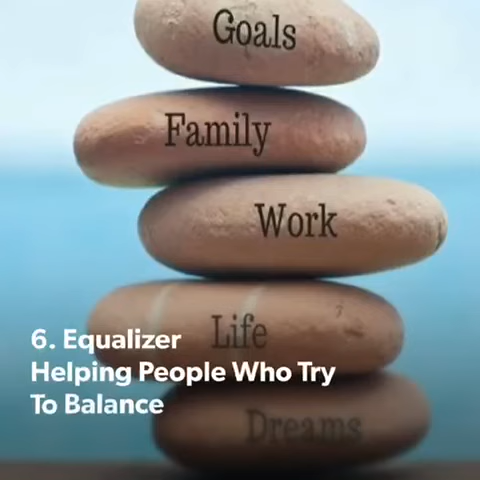 Goals
Family
Work
Life
6. Equalizer
Helping People Who Try
To Balance
Dreams